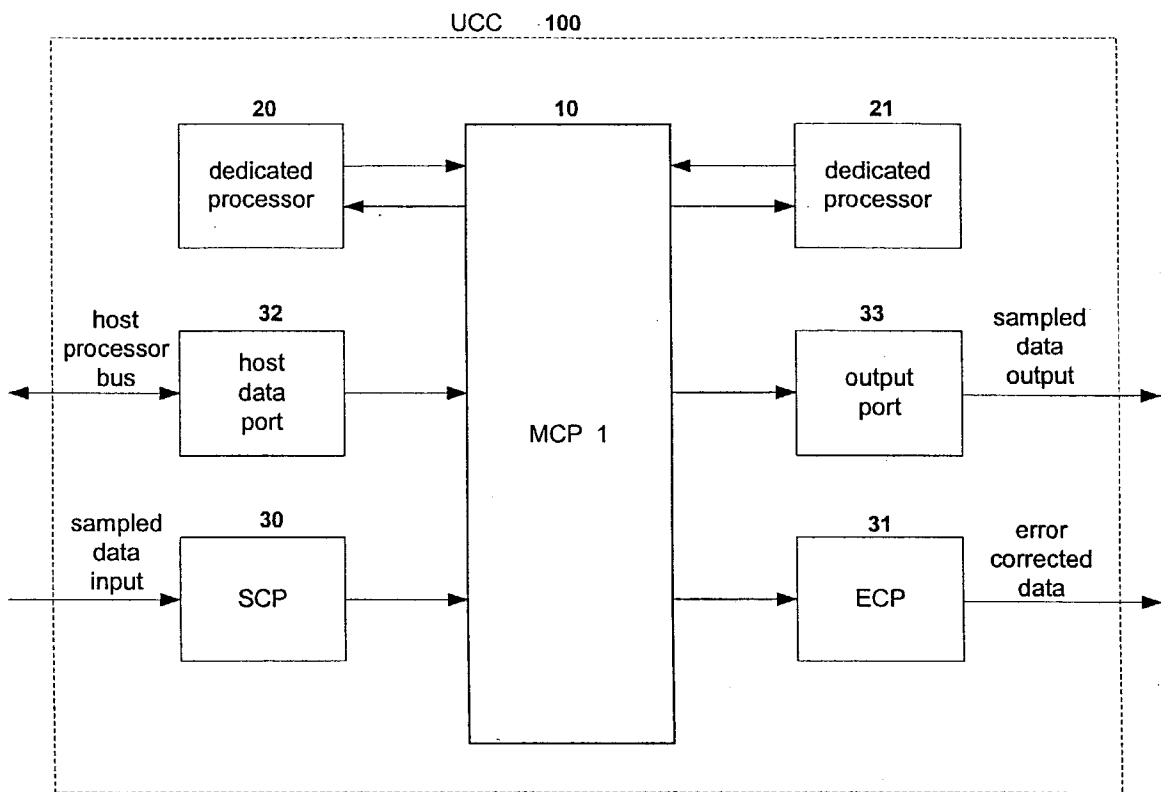 UCC 100
20
10
21
dedicated
processor
dedicated
processor
host
processor
bus
32
host
data
port
33
output
port
sampled
data
output
MCP 1
sampled
data
input
30
SCP
31
ECP
error
corrected
data